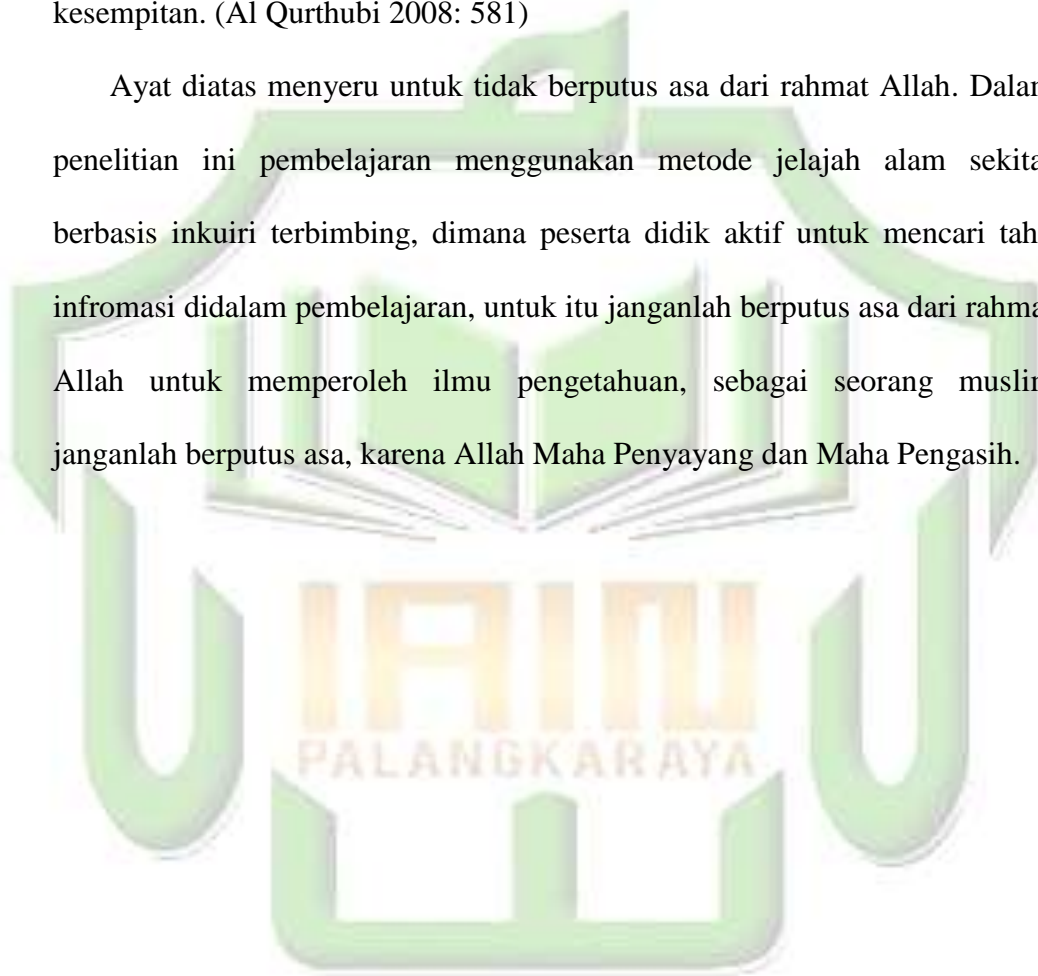 kesempitan. (Al Qurthubi 2008: 581)
Ayat diatas menyeru untuk tidak berputus asa dari rahmat Allah. Dalam
penelitian ini pembelajaran menggunakan metode jelajah alam sekita
berbasis inkuiri terbimbing, dimana peserta didik aktif untuk mencari tah
infromasi didalam pembelajaran, untuk itu janganlah berputus asa dari rahma
Allah untuk memperoleh ilmu pengetahuan, sebagai seorang muslim
janganlah berputus asa, karena Allah Maha Penyayang dan Maha Pengasih.
IAIN
PALANGKARAYA